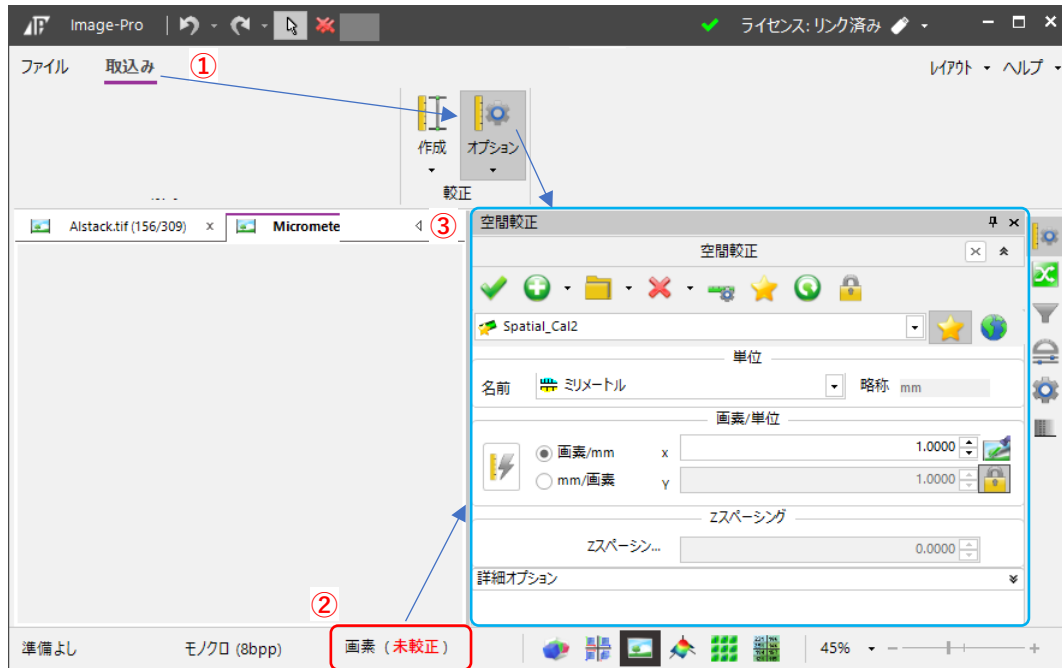 Image-Pro
ライセンス: リンク済み
ファイル
取込み
①
レイアウト
ヘルプ
作成
オプション
較正
AIstack.tif (156/309) x
Micromete
③
空間較正
空間較正
Spatial_Cal2
単位
名前
ミリメートル
略称
mm
画素/単位
画素/mm
x
1.0000
mm/画素
Y
1.0000
Zスペーシング
Zスペーシン...
0.0000
詳細オプション
②
準備よし
モノクロ (8bpp)
画素 (未較正)
45%